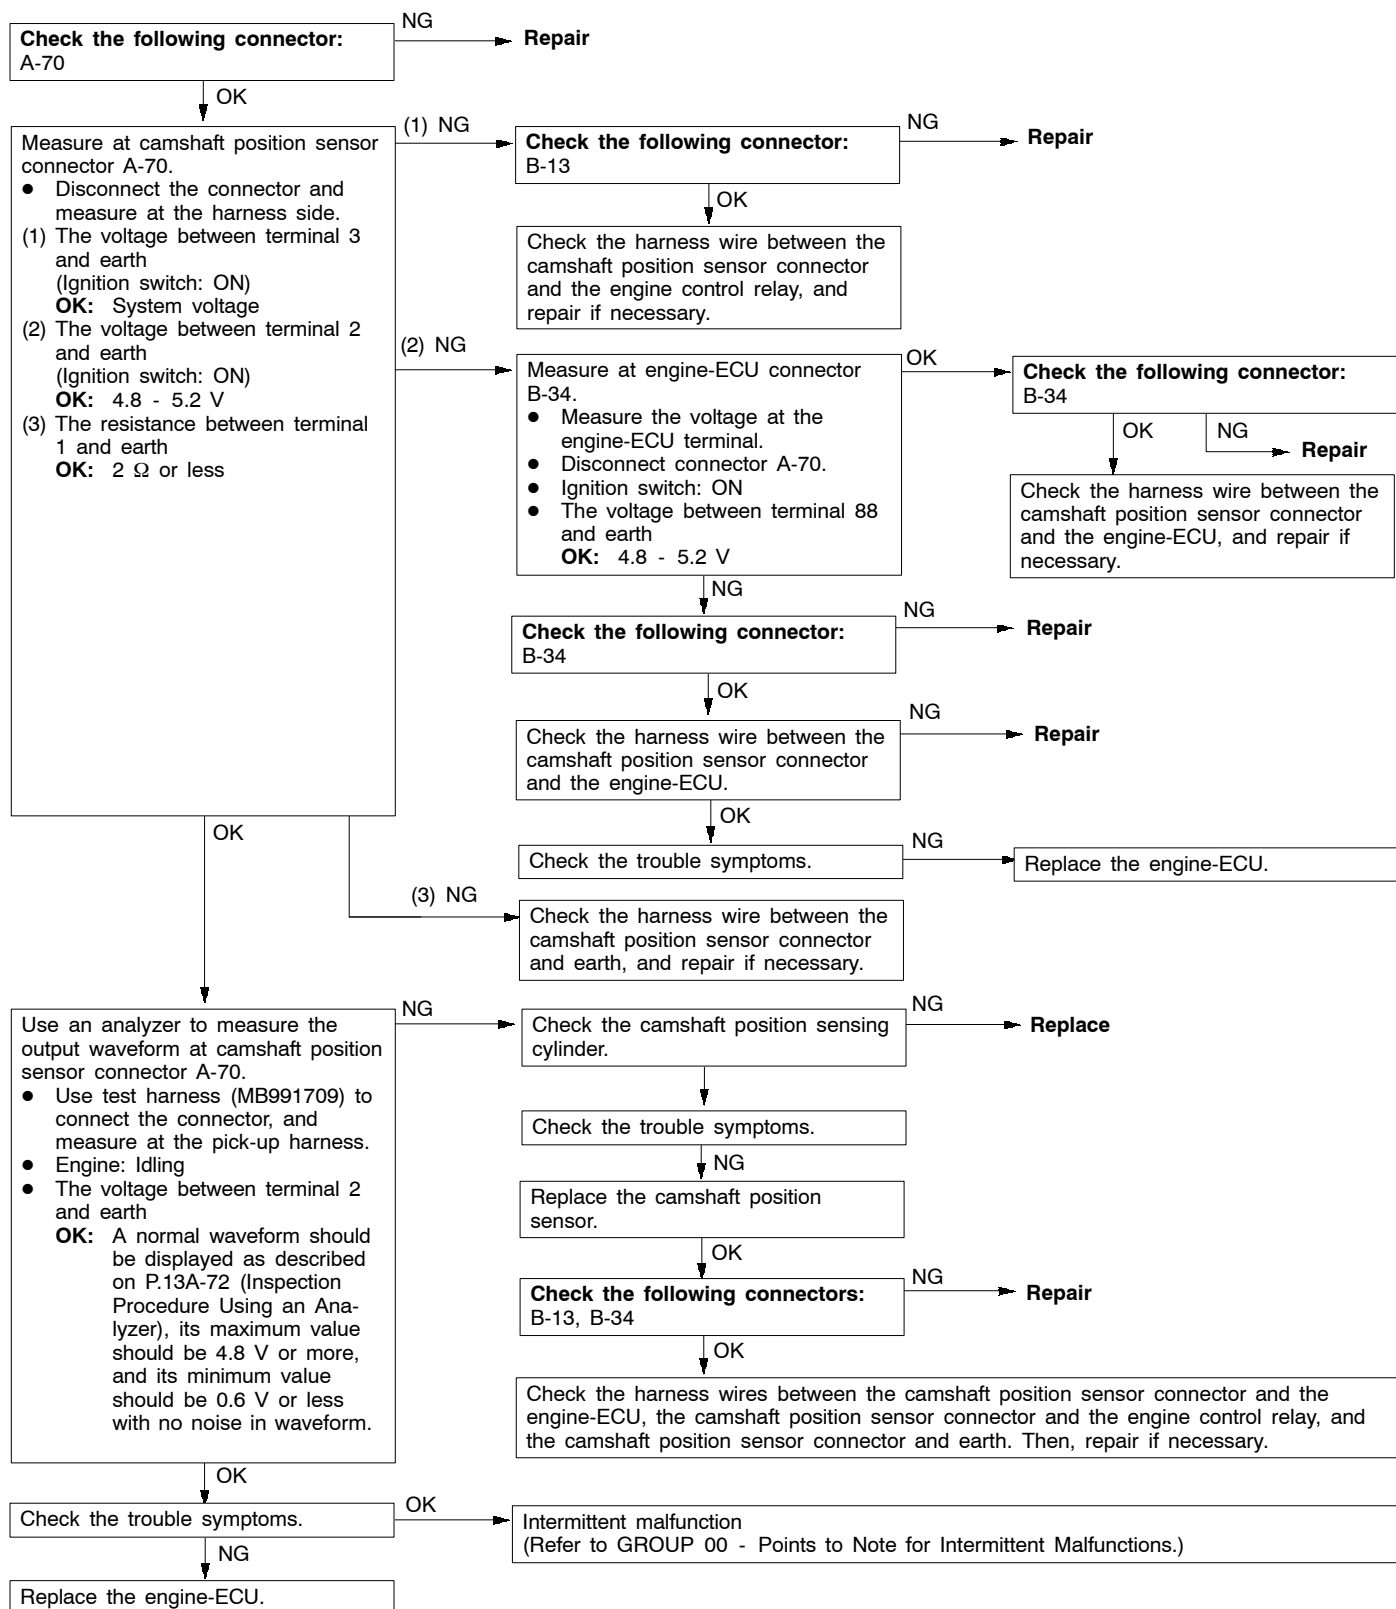 Check the following connector:
A-70
NG
Repair
OK
Measure at camshaft position sensor
connector A-70.
● Disconnect the connector and
measure at the harness side.
(1) The voltage between terminal 3
and earth
(Ignition switch: ON)
OK: System voltage
(2) The voltage between terminal 2
and earth
(Ignition switch: ON)
OK: 4.8 - 5.2 V
(3) The resistance between terminal
1 and earth
OK: 2 Ω or less
(1) NG
Check the following connector:
B-13
NG
Repair
OK
Check the harness wire between the
camshaft position sensor connector
and the engine control relay, and
repair if necessary.
(2) NG
Measure at engine-ECU connector
B-34.
● Measure the voltage at the
engine-ECU terminal.
● Disconnect connector A-70.
● Ignition switch: ON
● The voltage between terminal 88
and earth
OK: 4.8 - 5.2 V
OK
Check the following connector:
B-34
OK
NG
Repair
Check the harness wire between the
camshaft position sensor connector
and the engine-ECU, and repair if
necessary.
NG
Check the following connector:
B-34
NG
Repair
OK
Check the harness wire between the
camshaft position sensor connector
and the engine-ECU.
NG
Repair
OK
Check the trouble symptoms.
NG
Replace the engine-ECU.
(3) NG
Check the harness wire between the
camshaft position sensor connector
and earth, and repair if necessary.
OK
Use an analyzer to measure the
output waveform at camshaft position
sensor connector A-70.
● Use test harness (MB991709) to
connect the connector, and
measure at the pick-up harness.
● Engine: Idling
● The voltage between terminal 2
and earth
OK: A normal waveform should
be displayed as described
on P.13A-72 (Inspection
Procedure Using an Ana-
lyzer), its maximum value
should be 4.8 V or more,
and its minimum value
should be 0.6 V or less
with no noise in waveform.
NG
Check the camshaft position sensing
cylinder.
NG
Replace
Check the trouble symptoms.
NG
Replace the camshaft position
sensor.
OK
Check the following connectors:
B-13, B-34
NG
Repair
OK
Check the harness wires between the camshaft position sensor connector and the
engine-ECU, the camshaft position sensor connector and the engine control relay, and
the camshaft position sensor connector and earth. Then, repair if necessary.
OK
Check the trouble symptoms.
OK
Intermittent malfunction
(Refer to GROUP 00 - Points to Note for Intermittent Malfunctions.)
NG
Replace the engine-ECU.